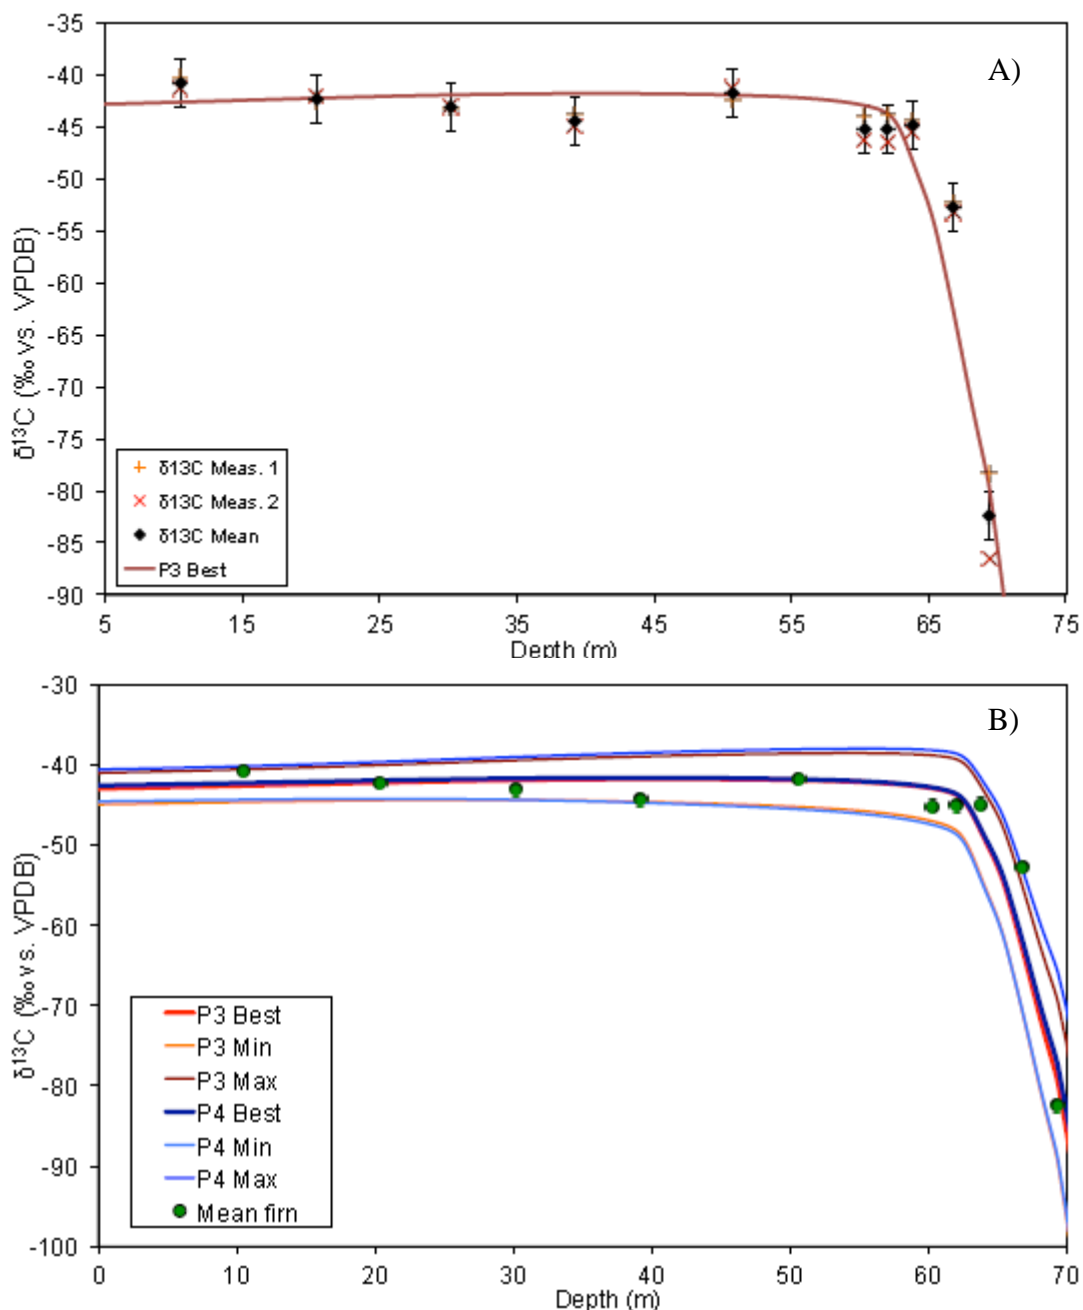 A)
-35
-40
-45
-50
-55
-60
-65
-70
-75
-80
-85
-90
δ¹³C (‰ vs. VPDB)
δ13C Meas. 1
δ13C Meas. 2
δ13C Mean
P3 Best
5 15 25 35 45 55 65 75
Depth (m)
B)
-30
-40
-50
-60
-70
-80
-90
-100
δ¹³C (‰ vs. VPDB)
P3 Best
P3 Min
P3 Max
P4 Best
P4 Min
P4 Max
Mean firn
0 10 20 30 40 50 60 70
Depth (m)